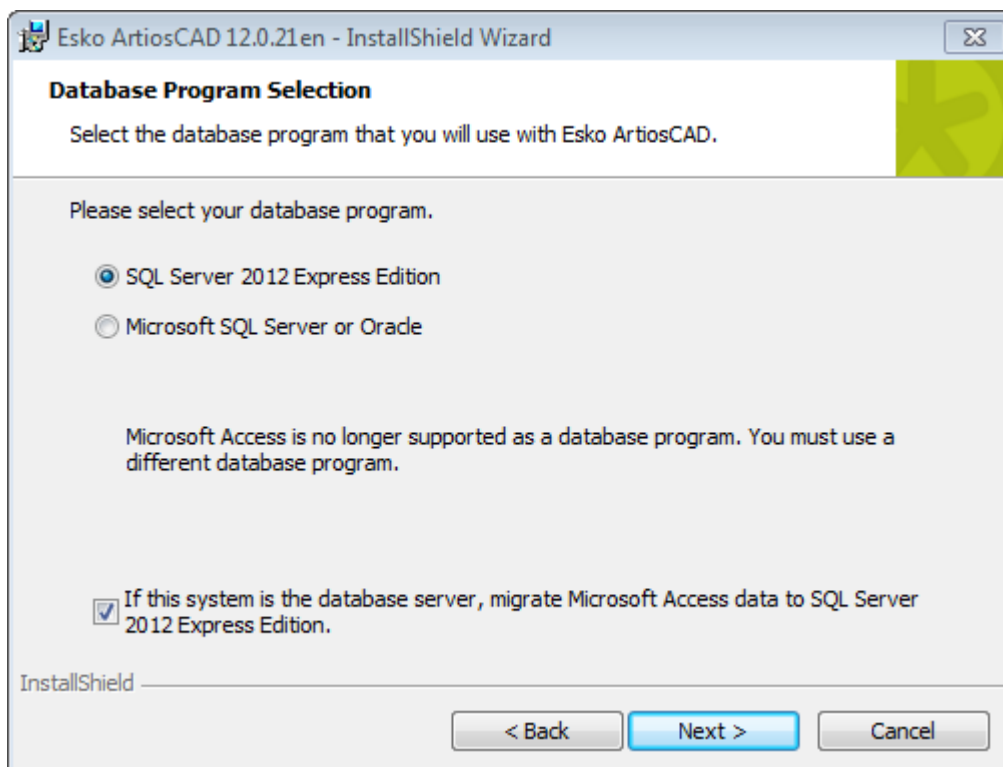 Esko ArtiosCAD 12.0.21en - InstallShield Wizard
Database Program Selection
Select the database program that you will use with Esko ArtiosCAD.
Please select your database program.
SQL Server 2012 Express Edition
Microsoft SQL Server or Oracle
Microsoft Access is no longer supported as a database program. You must use a
different database program.
If this system is the database server, migrate Microsoft Access data to SQL Server
2012 Express Edition.
InstallShield
< Back Next > Cancel